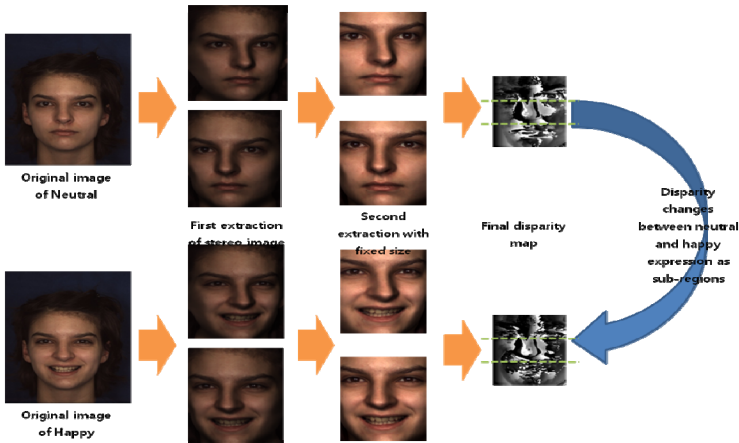 Original image
of Neutral
First extraction
of stereo image
Second
extraction with
fixed size
Final disparity
map
Disparity
changes
between neutral
and happy
expression as
sub-regions
Original image
of Happy